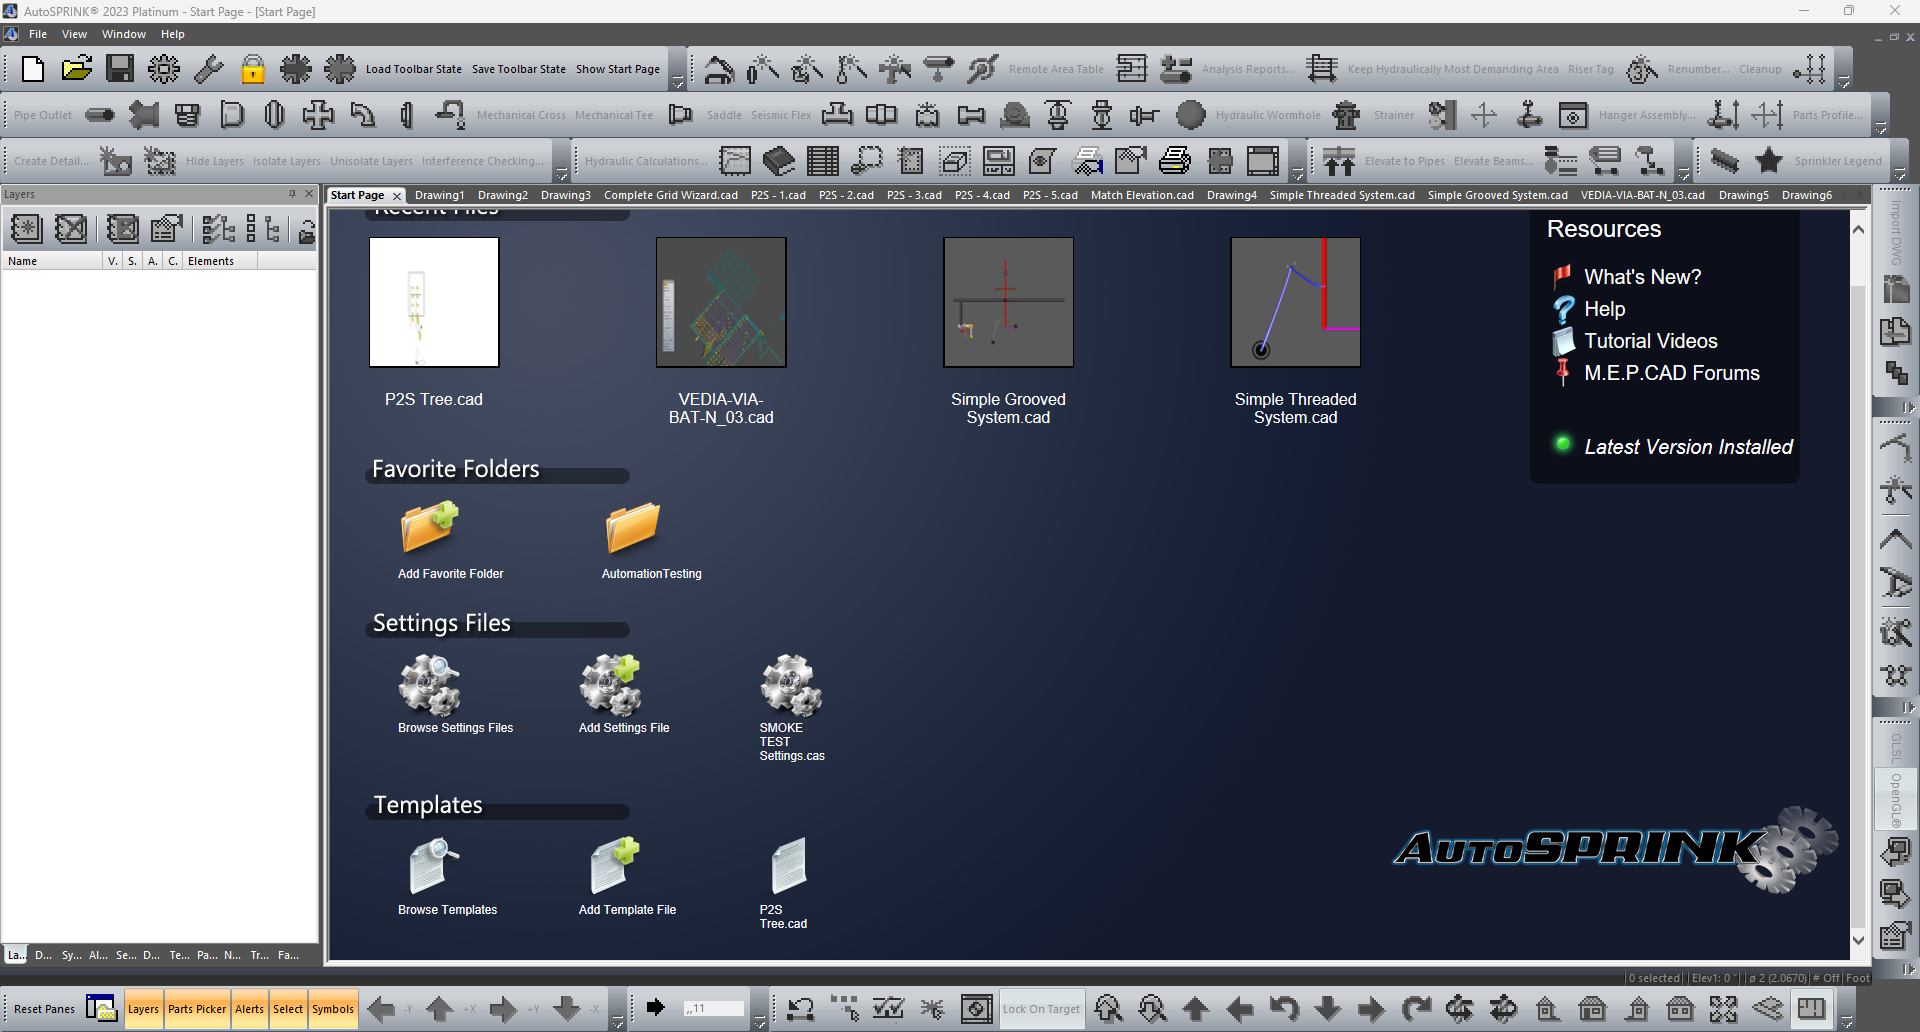 AutoSPRINK® 2023 Platinum - Start Page - [Start Page]
File View Window Help
Load Toolbar State Save Toolbar State Show Start Page Remote Area Table Analysis Reports... Keep Hydraulically Most Demanding Area Riser Tag Renumber... Cleanup
Pipe Outlet Mechanical Cross Mechanical Tee Saddle Seismic Flex Hydraulic Wormhole Strainer Hanger Assembly... Parts Profile...
Create Detail... Hide Layers Isolate Layers Unisolate Layers Interference Checking... Hydraulic Calculations... Elevate to Pipes Elevate Beams... Sprinkler Legend
Layers
Start Page Drawing1 Drawing2 Drawing3 Complete Grid Wizard.cad P2S - 1.cad P2S - 2.cad P2S - 3.cad P2S - 4.cad P2S - 5.cad Match Elevation.cad Drawing4 Simple Threaded System.cad Simple Grooved System.cad VEDIA-VIA-BAT-N_03.cad Drawing5 Drawing6
Name V. S. A. C. Elements
Recent Files
P2S Tree.cad
VEDIA-VIA-
BAT-N_03.cad
Simple Grooved
System.cad
Simple Threaded
System.cad
Resources
What's New?
Help
Tutorial Videos
M.E.P.CAD Forums
Latest Version Installed
Favorite Folders
Add Favorite Folder
AutomationTesting
Settings Files
Browse Settings Files
Add Settings File
SMOKE
TEST
Settings.cas
Templates
Browse Templates
Add Template File
P2S
Tree.cad
AUTOSPRINK
Import DWG
GLSL
OpenGL®
La... D... Sy... Al... Se... D... Te... Pa... N... Tr... Fa...
0 selected Elev1: 0 " ø 2 (2.0670) # Off Foot
Reset Panes Layers Parts Picker Alerts Select Symbols -Y +X +Y -X ,,11 Lock On Target